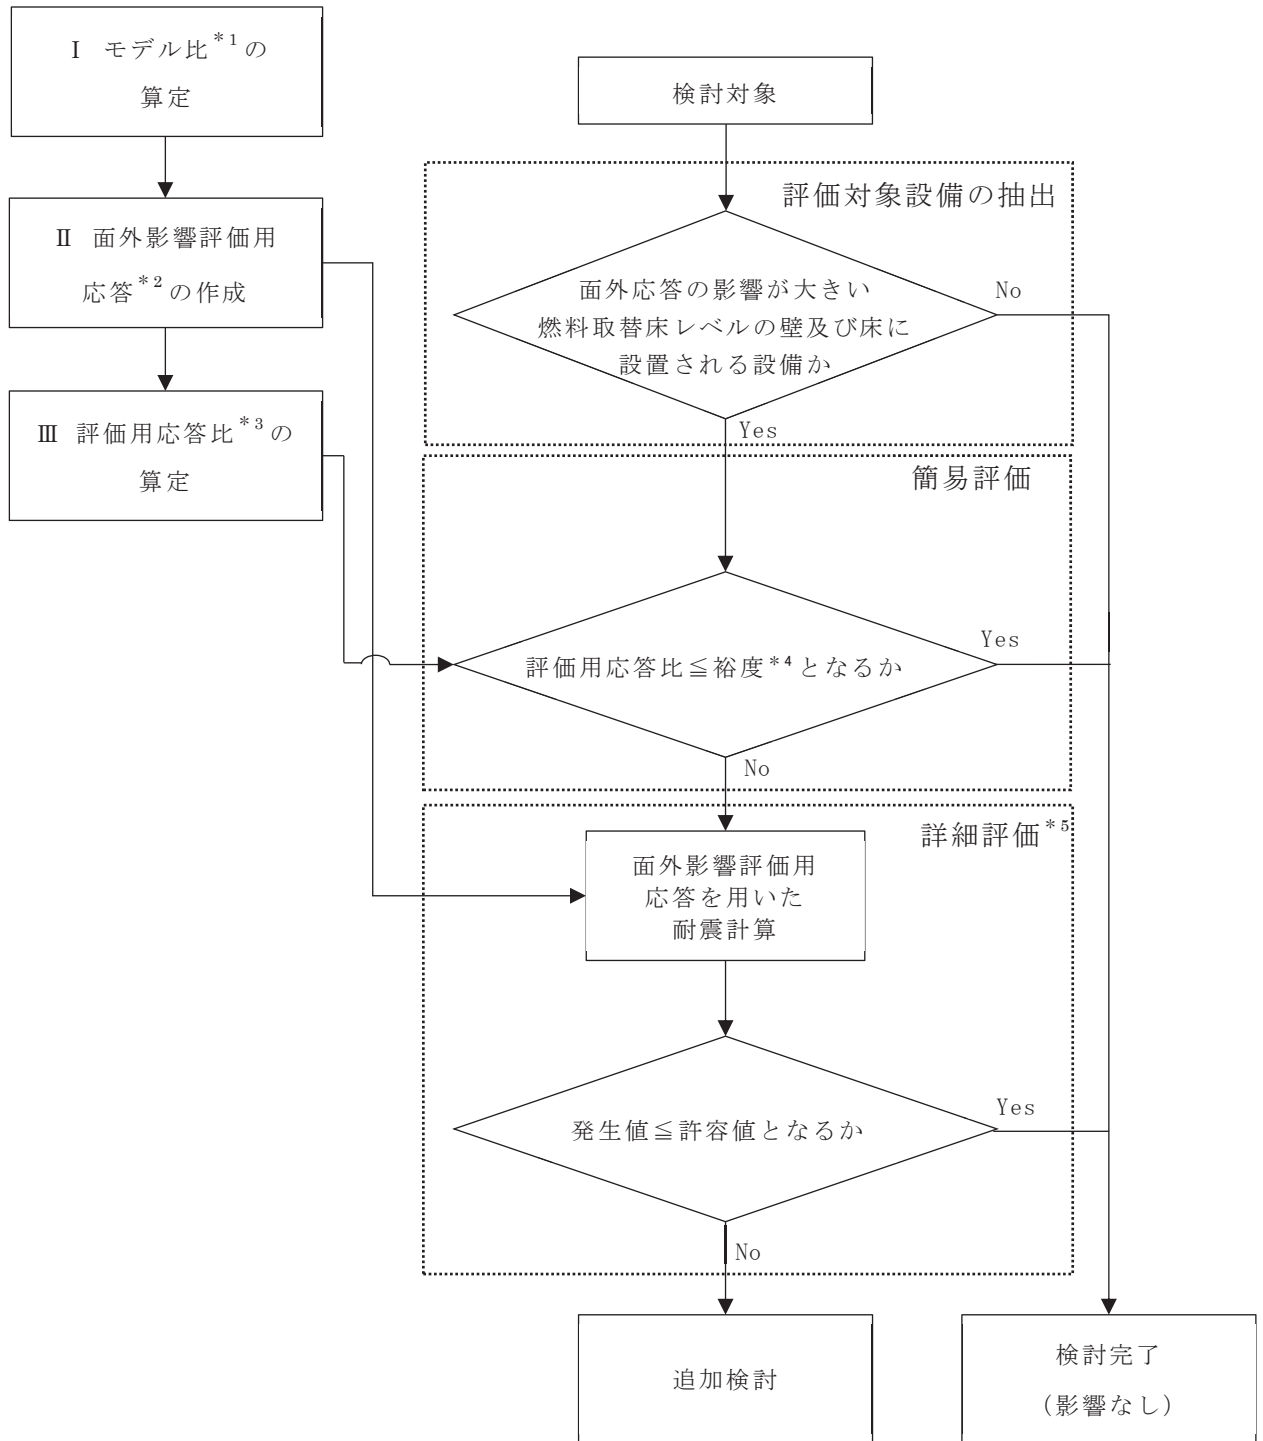 Ⅰ モデル比*1の
算定
Ⅱ 面外影響評価用
応答*2の作成
Ⅲ 評価用応答比*3の
算定
検討対象
評価対象設備の抽出
面外応答の影響が大きい
燃料取替床レベルの壁及び床に
設置される設備か
No
Yes
簡易評価
評価用応答比≦裕度*4となるか
Yes
No
詳細評価*5
面外影響評価用
応答を用いた
耐震計算
発生値≦許容値となるか
Yes
No
追加検討
検討完了
（影響なし）